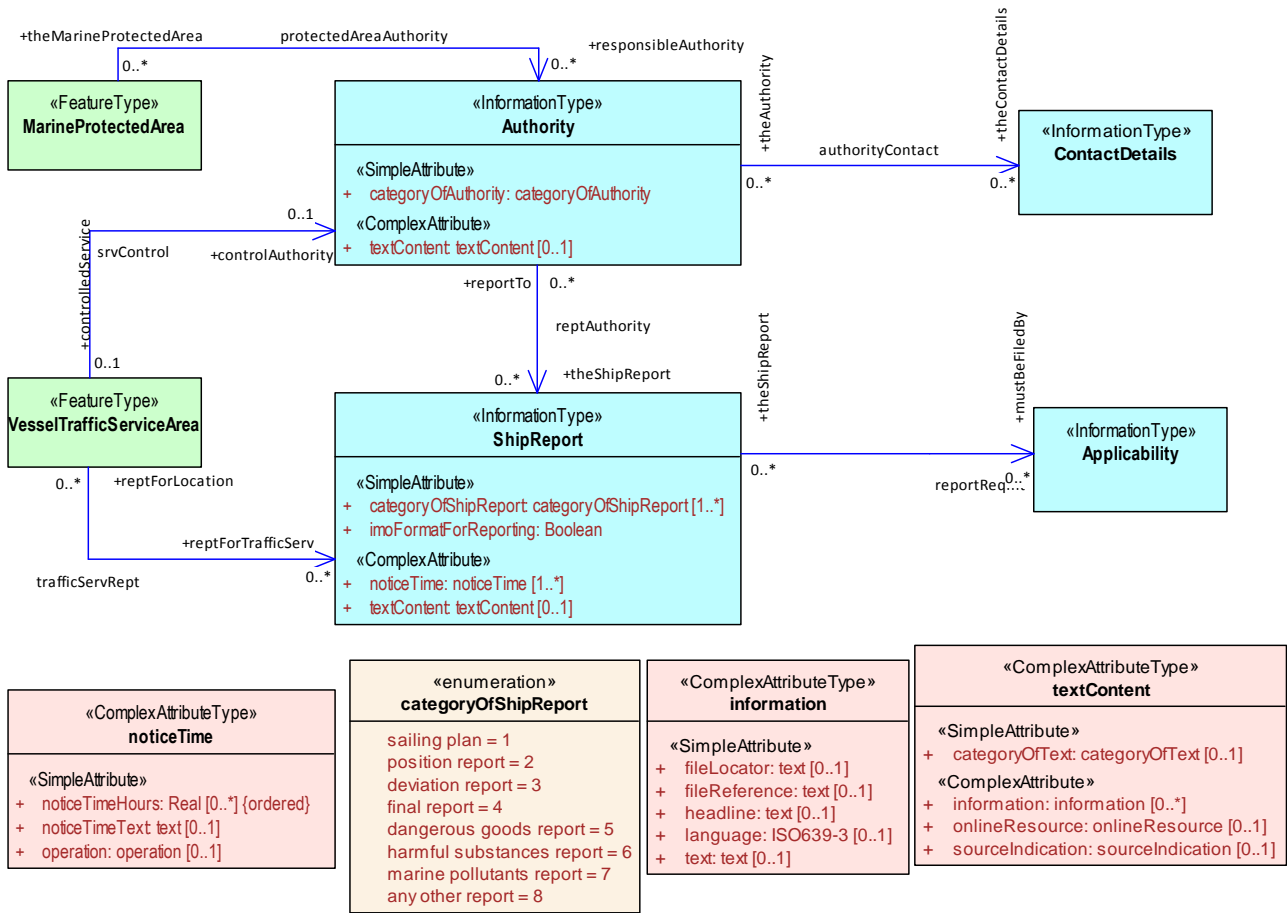 +theMarineProtectedArea
protectedAreaAuthority
+responsibleAuthority
0..*
0..*
«FeatureType»
MarineProtectedArea
«InformationType»
Authority
«SimpleAttribute»
+ categoryOfAuthority: categoryOfAuthority
«ComplexAttribute»
+ textContent: textContent [0..1]
+theAuthority
authorityContact
+theContactDetails
0..*
0..*
«InformationType»
ContactDetails
0..1
srvControl
+controlAuthority
+controlledService
0..1
+reportTo
0..*
reptAuthority
0..*
+theShipReport
«FeatureType»
VesselTrafficServiceArea
0..*
+reptForLocation
+reptForTrafficServ
trafficServRept
0..*
«InformationType»
ShipReport
«SimpleAttribute»
+ categoryOfShipReport: categoryOfShipReport [1..*]
+ imoFormatForReporting: Boolean
«ComplexAttribute»
+ noticeTime: noticeTime [1..*]
+ textContent: textContent [0..1]
+theShipReport
+mustBeFiledBy
0..*
0..*
«InformationType»
Applicability
«ComplexAttributeType»
noticeTime
«SimpleAttribute»
+ noticeTimeHours: Real [0..*] {ordered}
+ noticeTimeText: text [0..1]
+ operation: operation [0..1]
«enumeration»
categoryOfShipReport
sailing plan = 1
position report = 2
deviation report = 3
final report = 4
dangerous goods report = 5
harmful substances report = 6
marine pollutants report = 7
any other report = 8
«ComplexAttributeType»
information
«SimpleAttribute»
+ fileLocator: text [0..1]
+ fileReference: text [0..1]
+ headline: text [0..1]
+ language: ISO639-3 [0..1]
+ text: text [0..1]
«ComplexAttributeType»
textContent
«SimpleAttribute»
+ categoryOfText: categoryOfText [0..1]
«ComplexAttribute»
+ information: information [0..*]
+ onlineResource: onlineResource [0..1]
+ sourceIndication: sourceIndication [0..1]